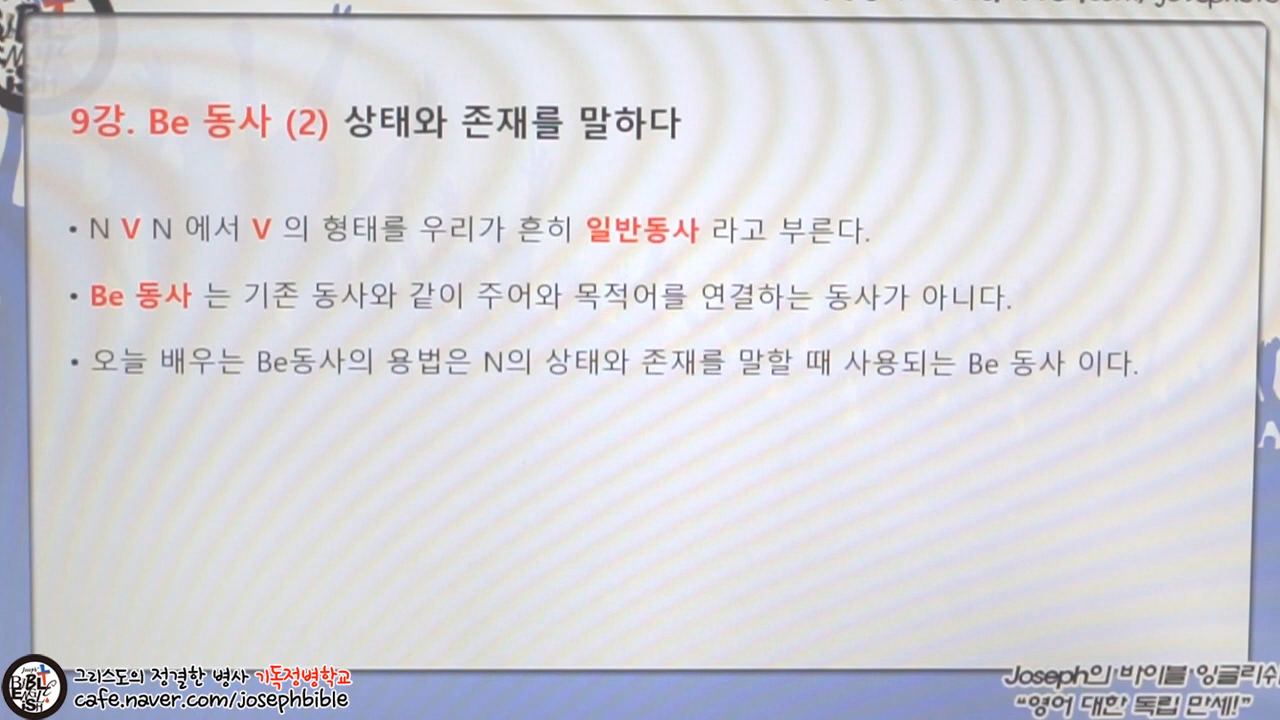 9강. Be 동사 (2) 상태와 존재를 말하다
• N V N 에서 V 의 형태를 우리가 흔히 일반동사 라고 부른다.
• Be 동사 는 기존 동사와 같이 주어와 목적어를 연결하는 동사가 아니다.
• 오늘 배우는 Be동사의 용법은 N의 상태와 존재를 말할 때 사용되는 Be 동사 이다.
그리스도의 정결한 병사 기독정병학교
cafe.naver.com/josephbible
Joseph의 바이블 잉글리쉬
"영어 대한 독립 만세!"